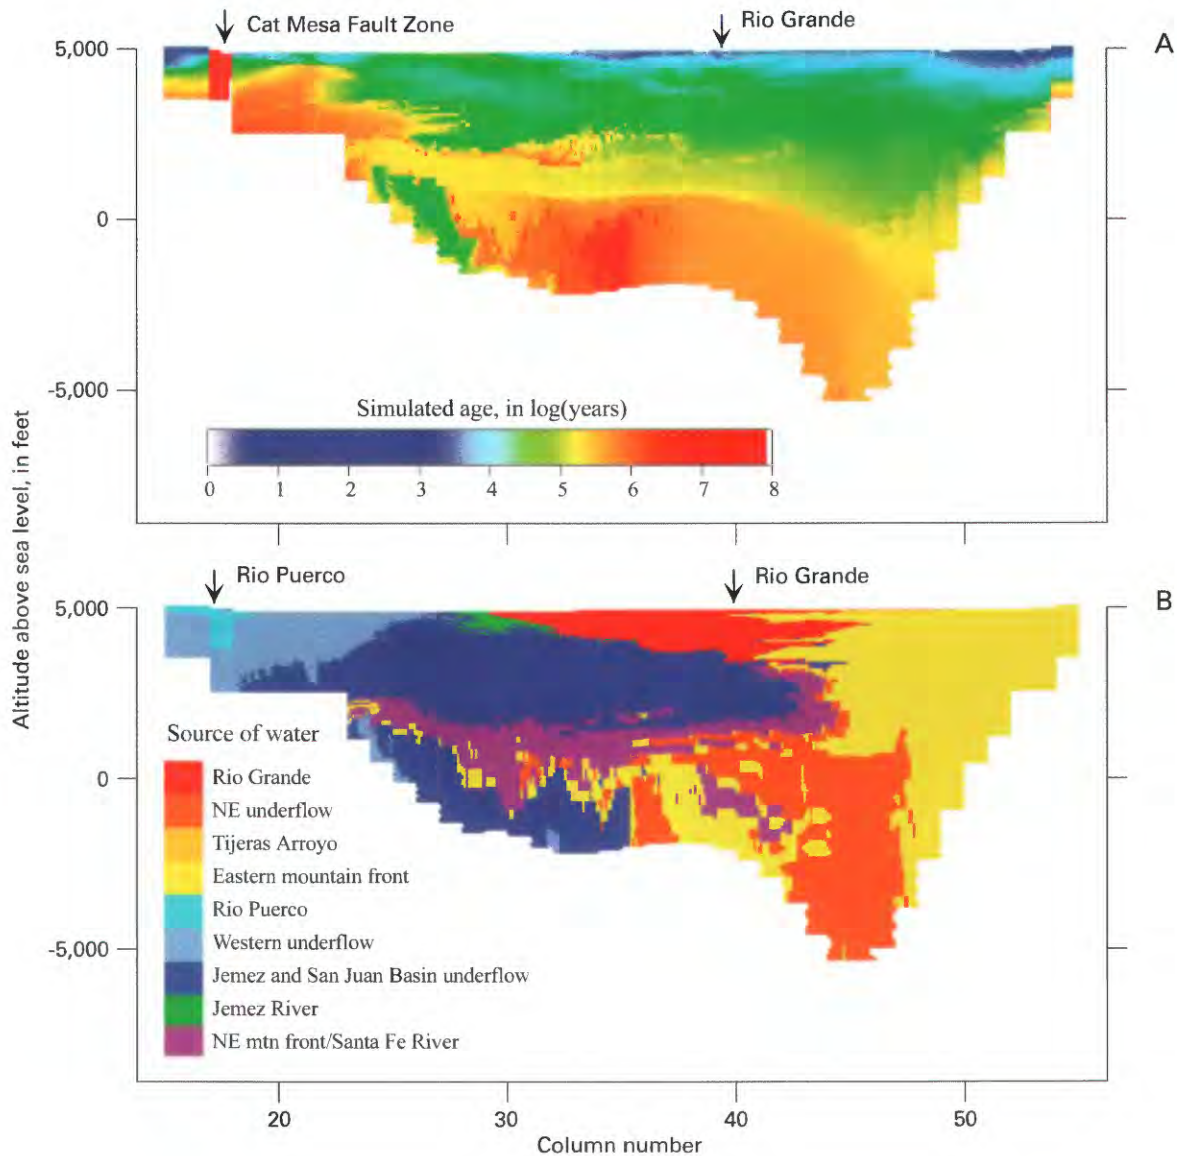 Cat Mesa Fault Zone
Rio Grande
A
5,000
0
-5,000
Simulated age, in log(years)
0 1 2 3 4 5 6 7 8
Altitude above sea level, in feet
Rio Puerco
Rio Grande
B
5,000
0
-5,000
Source of water
Rio Grande
NE underflow
Tijeras Arroyo
Eastern mountain front
Rio Puerco
Western underflow
Jemez and San Juan Basin underflow
Jemez River
NE mtn front/Santa Fe River
20 30 40 50
Column number